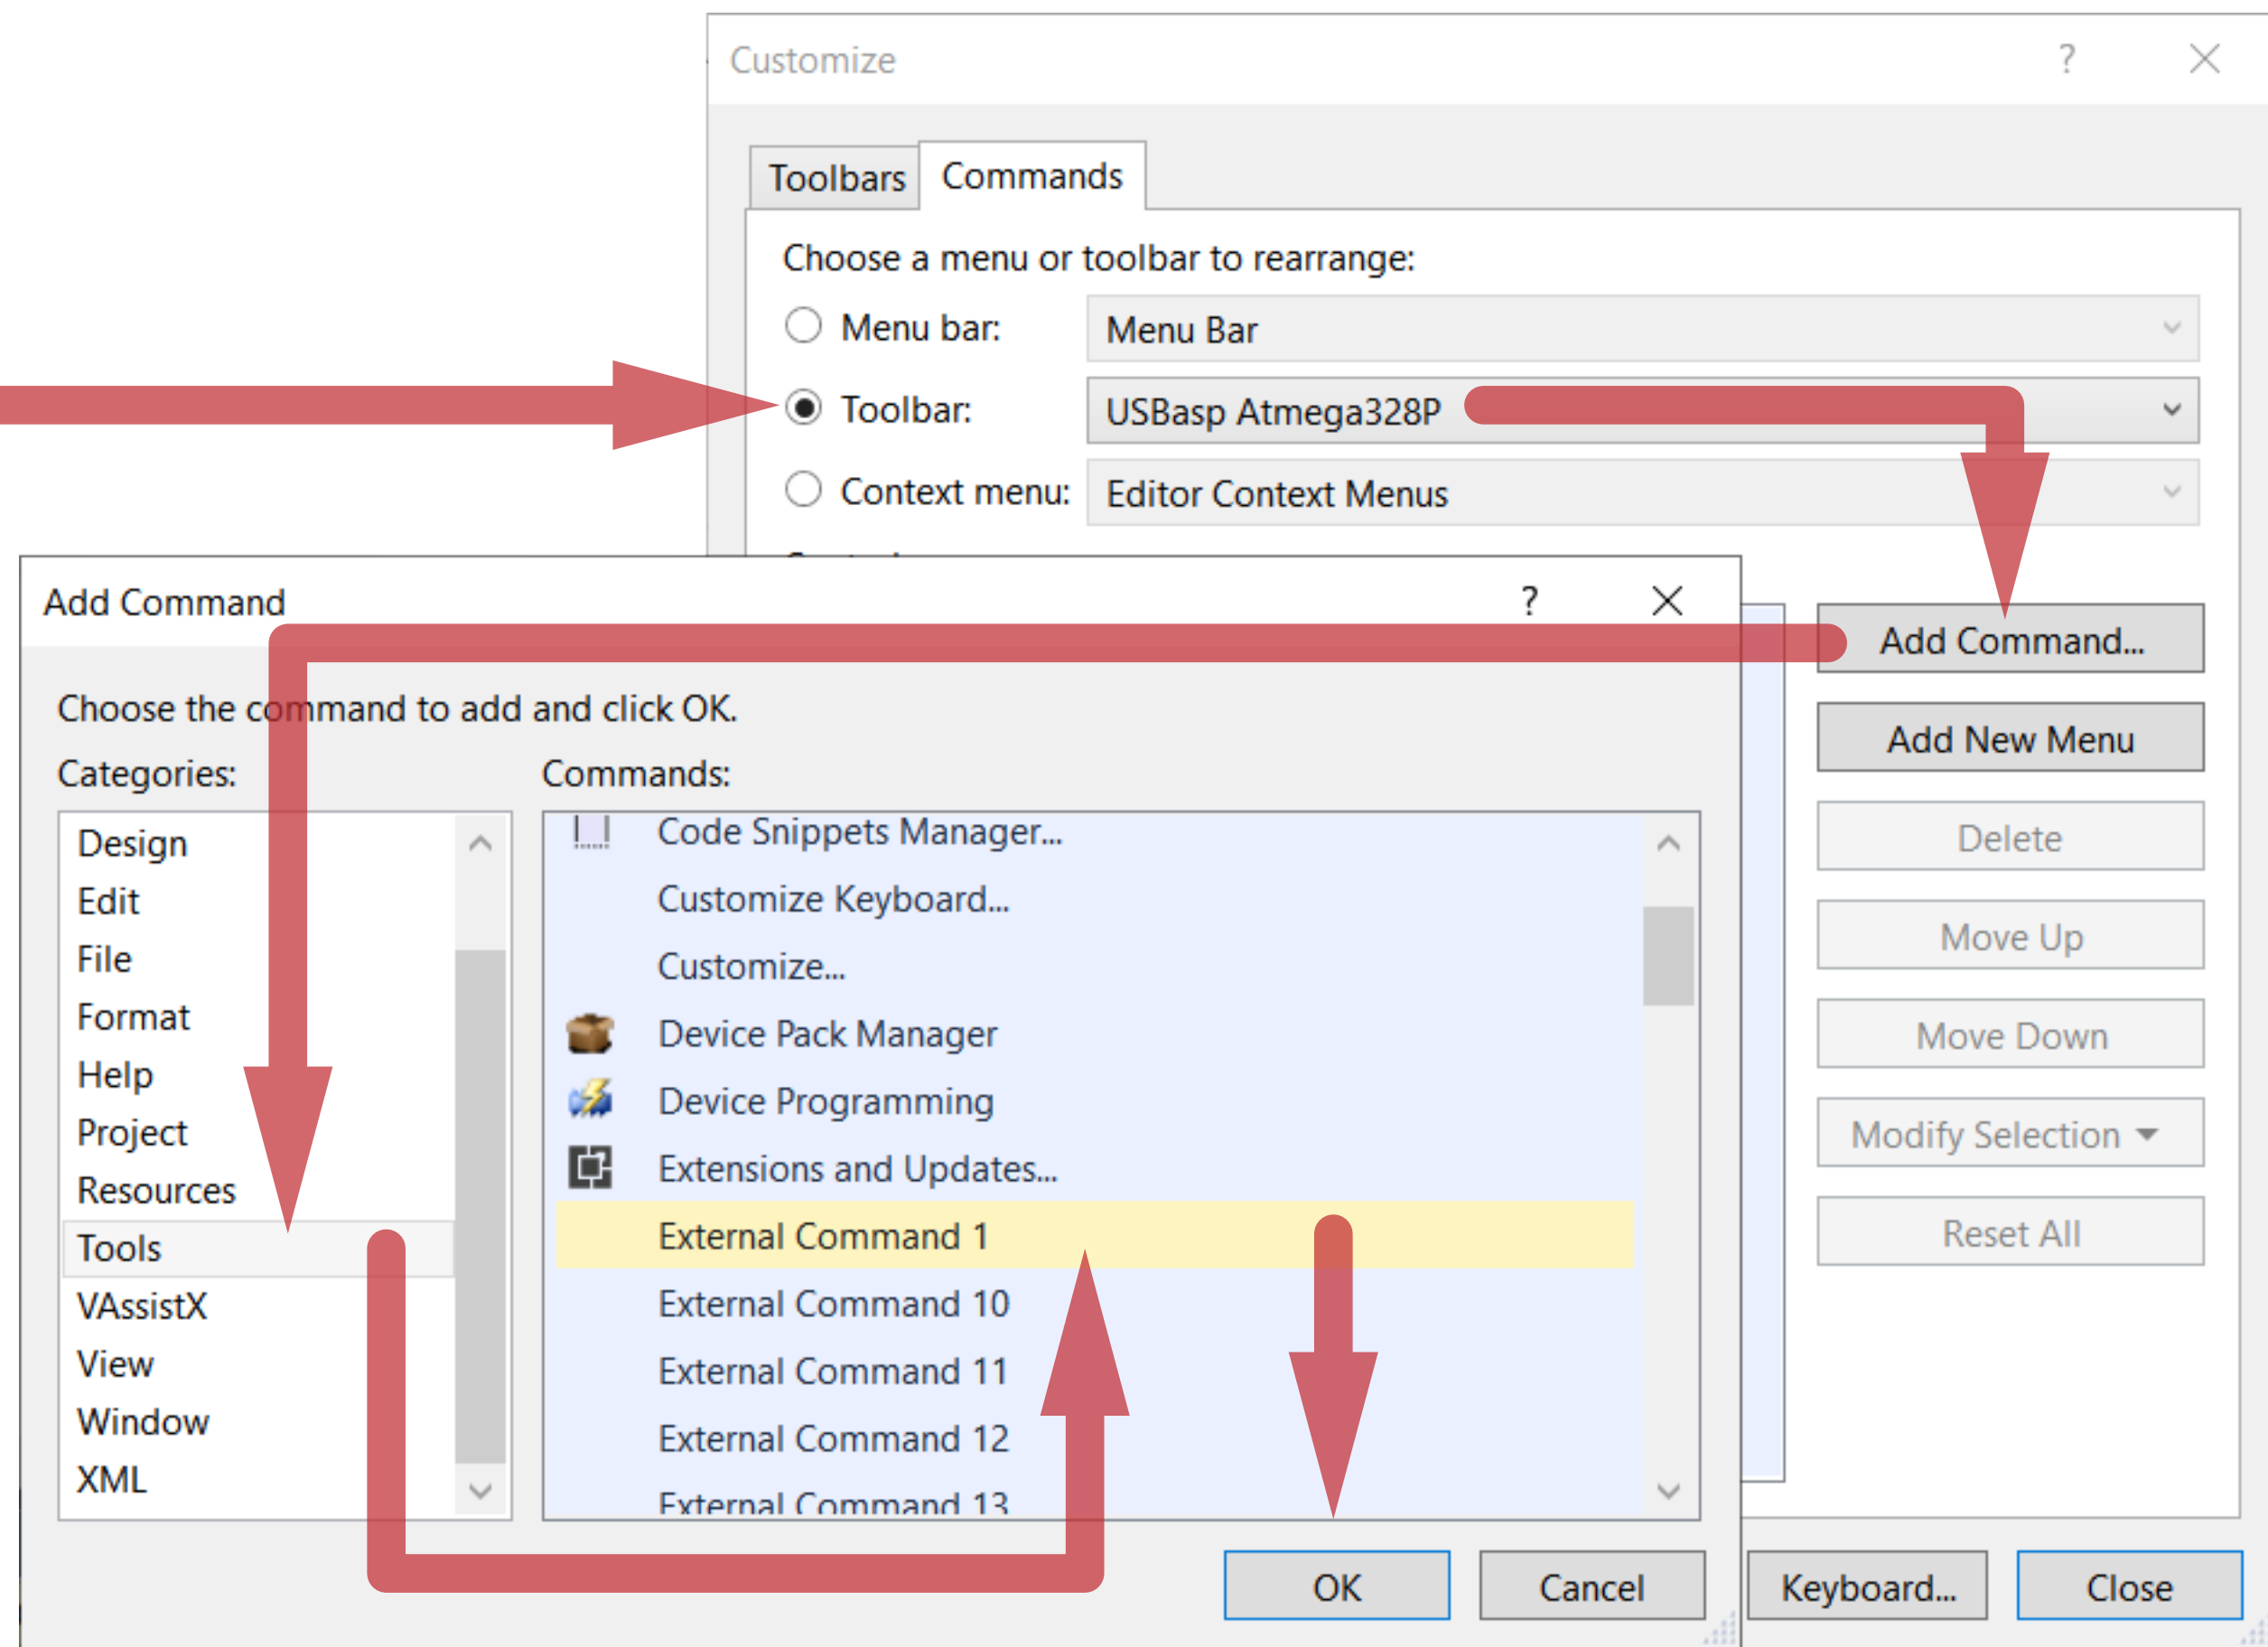 Customize
?
Toolbars Commands
Choose a menu or toolbar to rearrange:
Menu bar: Menu Bar
Toolbar: USBasp Atmega328P
Context menu: Editor Context Menus
Add Command...
Add New Menu
Delete
Move Up
Move Down
Modify Selection
Reset All
Keyboard... Close
Add Command
?
Choose the command to add and click OK.
Categories:
Design
Edit
File
Format
Help
Project
Resources
Tools
VAssistX
View
Window
XML
Commands:
Code Snippets Manager...
Customize Keyboard...
Customize...
Device Pack Manager
Device Programming
Extensions and Updates...
External Command 1
External Command 10
External Command 11
External Command 12
External Command 13
OK Cancel